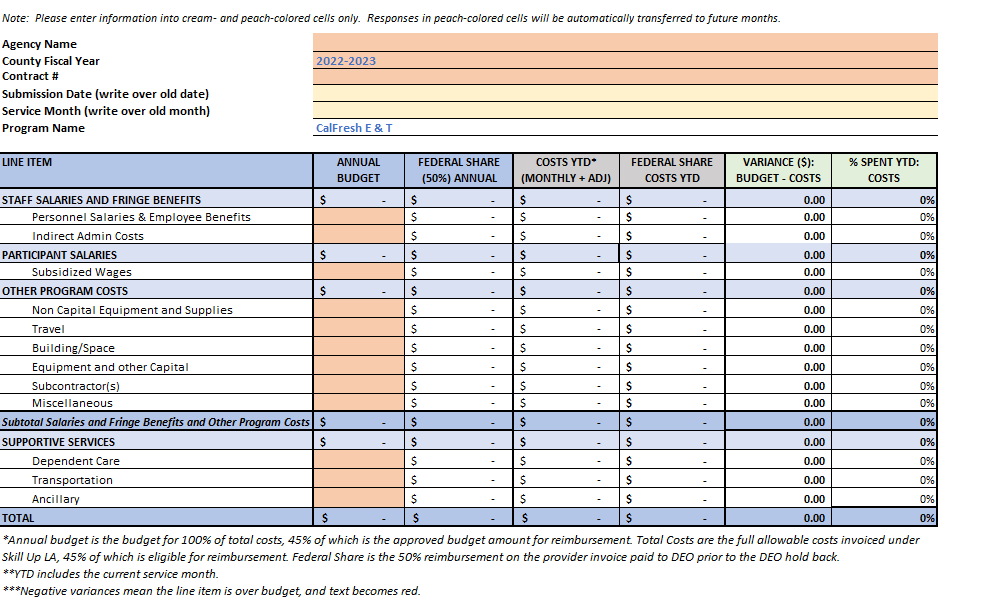 Note:  Please enter information into cream- and peach-colored cells only.  Responses in peach-colored cells will be automatically transferred to future months.
Agency Name
County Fiscal Year 2022-2023
Contract #
Submission Date (write over old date)
Service Month (write over old month)
Program Name CalFresh E & T
LINE ITEM ANNUAL BUDGET FEDERAL SHARE (50%) ANNUAL COSTS YTD* (MONTHLY + ADJ) FEDERAL SHARE COSTS YTD VARIANCE ($): BUDGET - COSTS % SPENT YTD: COSTS
STAFF SALARIES AND FRINGE BENEFITS $ - $ - $ - $ - 0.00 0%
Personnel Salaries & Employee Benefits $ - $ - $ - 0.00 0%
Indirect Admin Costs $ - $ - $ - 0.00 0%
PARTICIPANT SALARIES $ - $ - $ - $ - 0.00 0%
Subsidized Wages $ - $ - $ - 0.00 0%
OTHER PROGRAM COSTS $ - $ - $ - $ - 0.00 0%
Non Capital Equipment and Supplies $ - $ - $ - 0.00 0%
Travel $ - $ - $ - 0.00 0%
Building/Space $ - $ - $ - 0.00 0%
Equipment and other Capital $ - $ - $ - 0.00 0%
Subcontractor(s) $ - $ - $ - 0.00 0%
Miscellaneous $ - $ - $ - 0.00 0%
Subtotal Salaries and Fringe Benefits and Other Program Costs $ - $ - $ - $ - 0.00 0%
SUPPORTIVE SERVICES $ - $ - $ - $ - 0.00 0%
Dependent Care $ - $ - $ - 0.00 0%
Transportation $ - $ - $ - 0.00 0%
Ancillary $ - $ - $ - 0.00 0%
TOTAL $ - $ - $ - $ - 0.00 0%
*Annual budget is the budget for 100% of total costs, 45% of which is the approved budget amount for reimbursement. Total Costs are the full allowable costs invoiced under
Skill Up LA, 45% of which is eligible for reimbursement. Federal Share is the 50% reimbursement on the provider invoice paid to DEO prior to the DEO hold back.
**YTD includes the current service month.
***Negative variances mean the line item is over budget, and text becomes red.